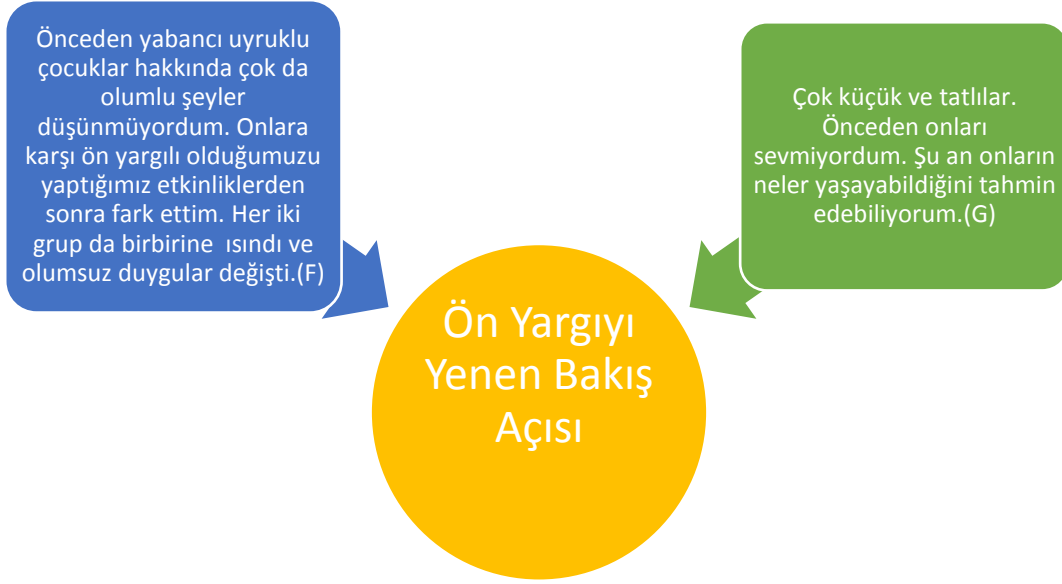 Önceden yabancı uyruklu
çocuklar hakkında çok da
olumlu şeyler
düşünmüyordum. Onlara
karşı ön yargılı olduğumuzu
yaptığımız etkinliklerden
sonra fark ettim. Her iki
grup da birbirine ısındı ve
olumsuz duygular değişti.(F)
Çok küçük ve tatlılar.
Önceden onları
sevmiyordum. Şu an onların
neler yaşayabildiğini tahmin
edebiliyorum.(G)
Ön Yargıyı
Yenen Bakış
Açısı